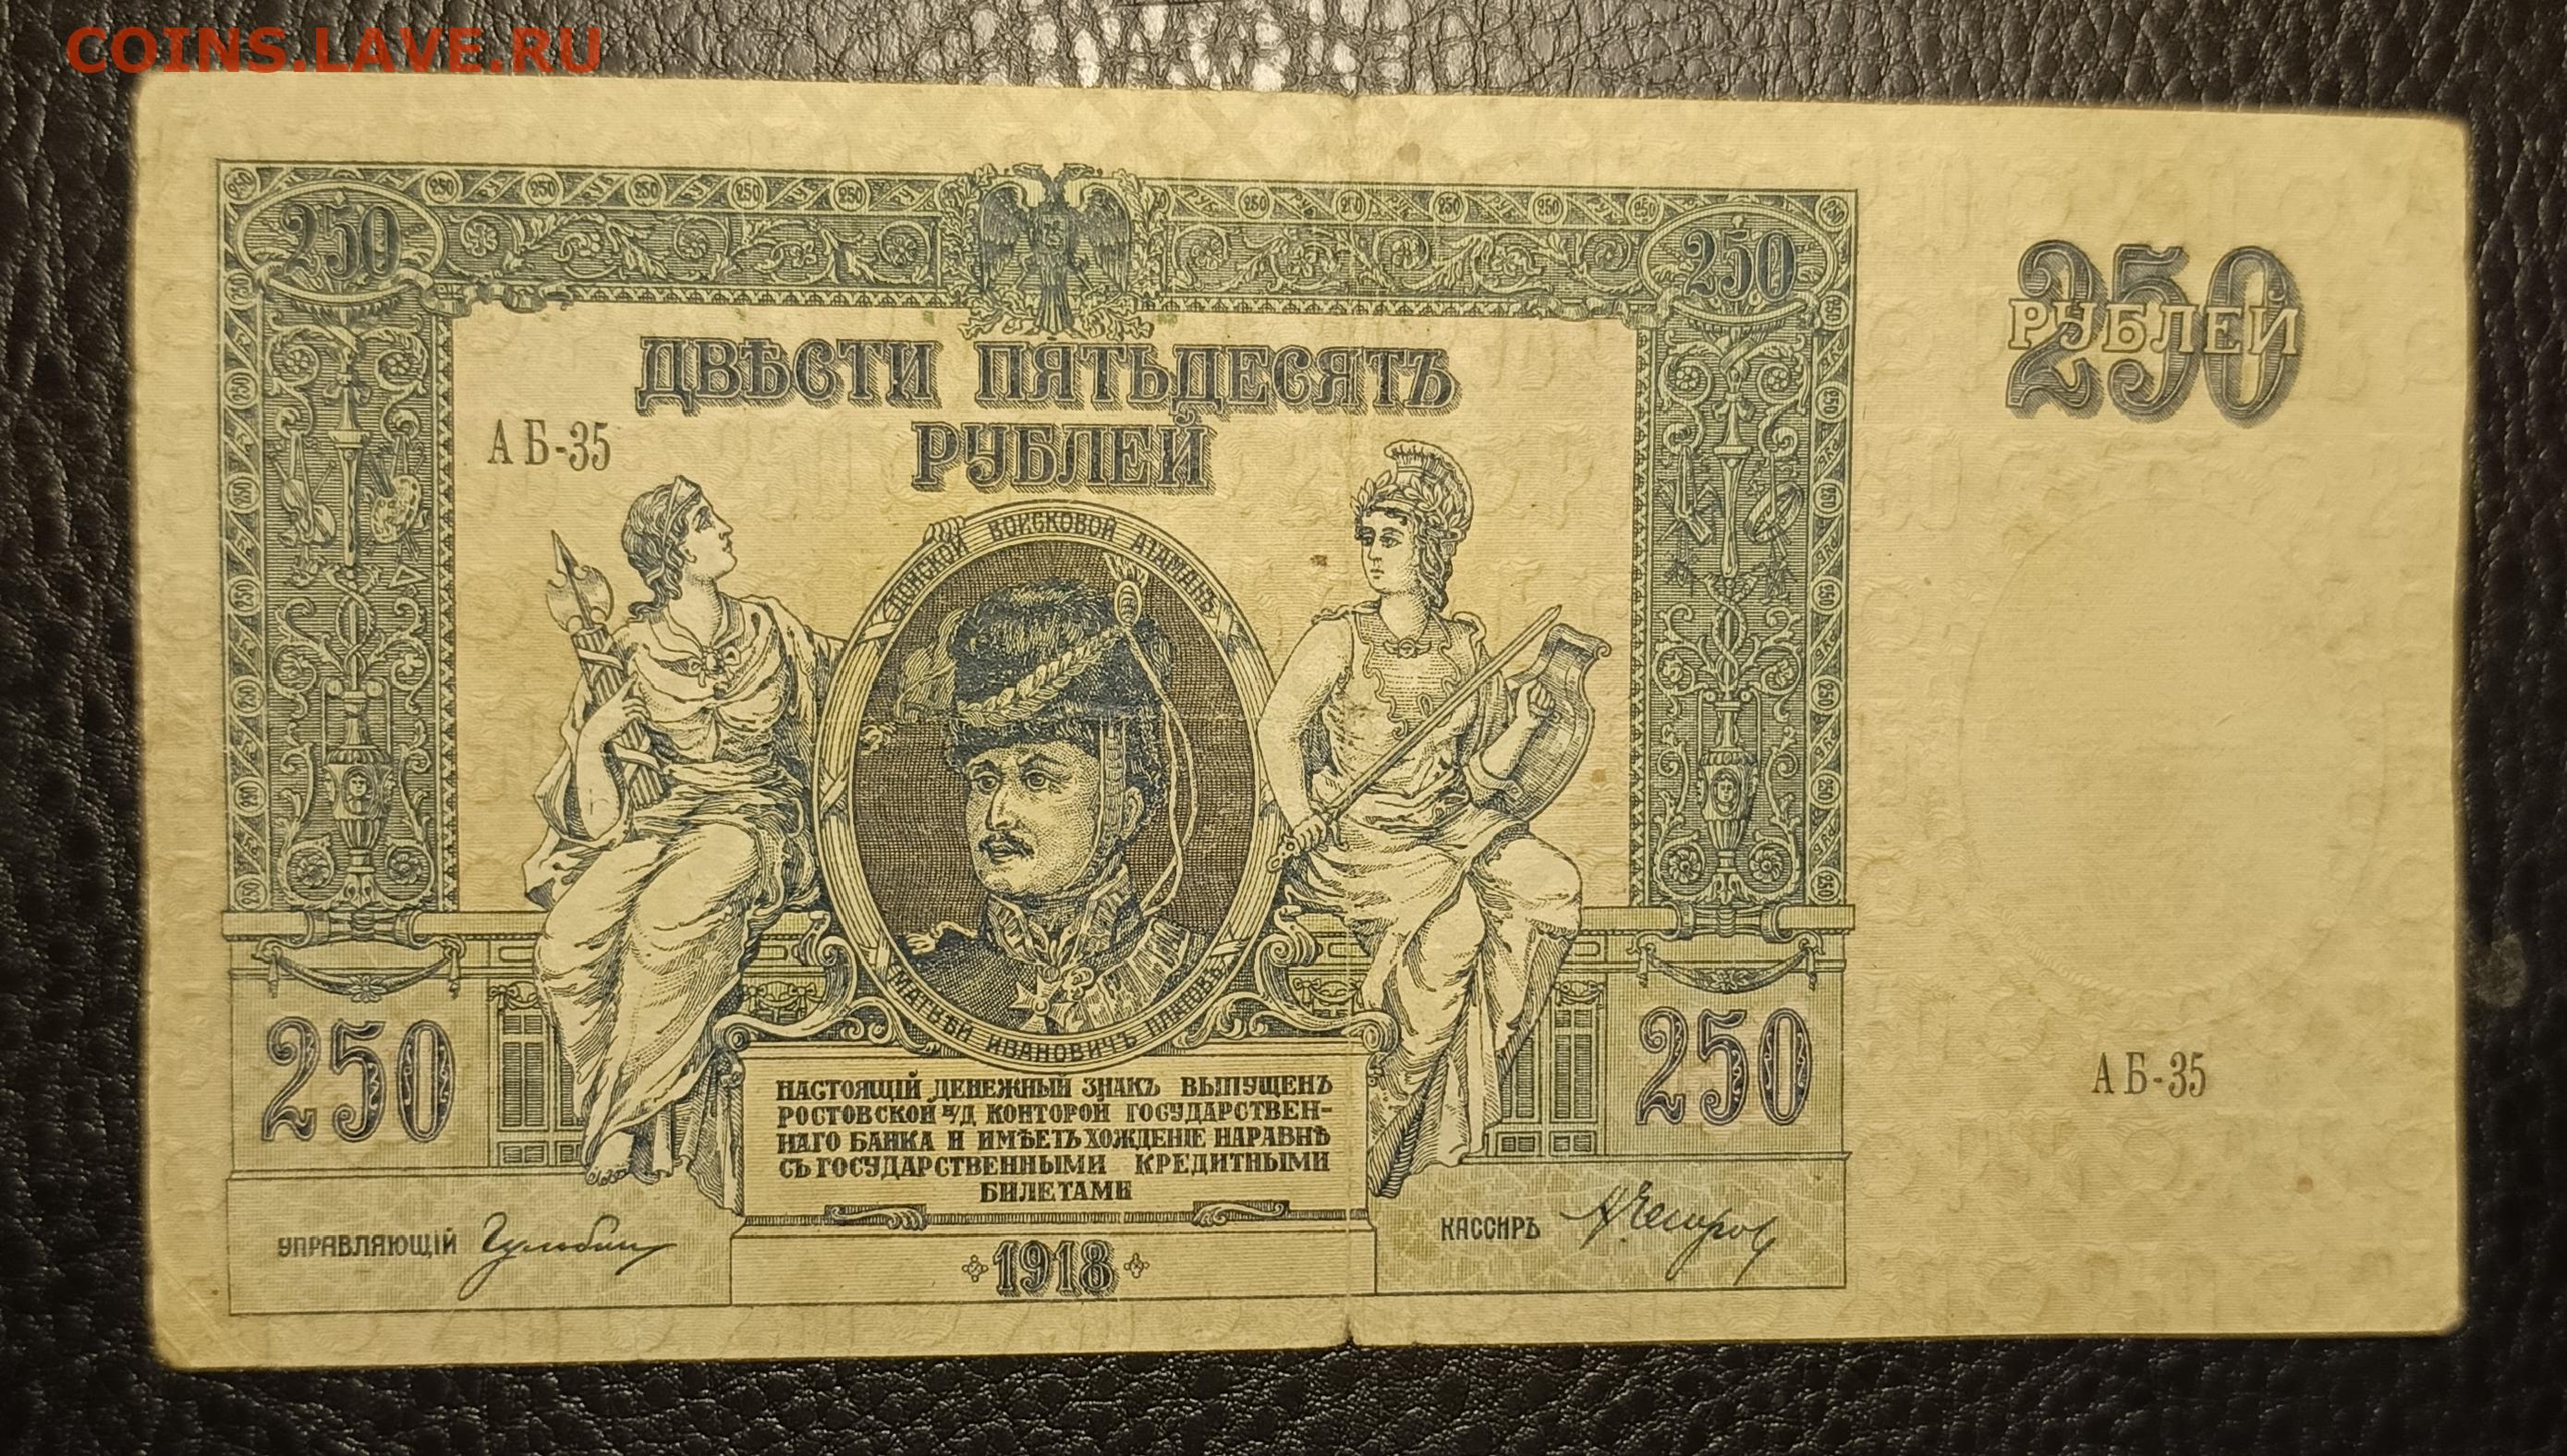 COINS.LAVE.RU
250
250
ДВѢСТИ ПЯТЬДЕСЯТЪ
РУБЛЕЙ
250
РУБЛЕЙ
АБ-35
ДОНСКОЙ ВОЙСКОВОЙ АТАМАНЪ
МАТВѢЙ ИВАНОВИЧЪ ПЛАТОВЪ
250
250
АБ-35
НАСТОЯЩІЙ ДЕНЕЖНЫЙ ЗНАКЪ ВЫПУЩЕНЪ
РОСТОВСКОЙ Н/Д КОНТОРОЙ ГОСУДАРСТВЕН-
НАГО БАНКА И ИМѢЕТЬ ХОЖДЕНІЕ НАРАВНѢ
СЪ ГОСУДАРСТВЕННЫМИ КРЕДИТНЫМИ
БИЛЕТАМИ
УПРАВЛЯЮЩІЙ
КАССИРЪ
1918